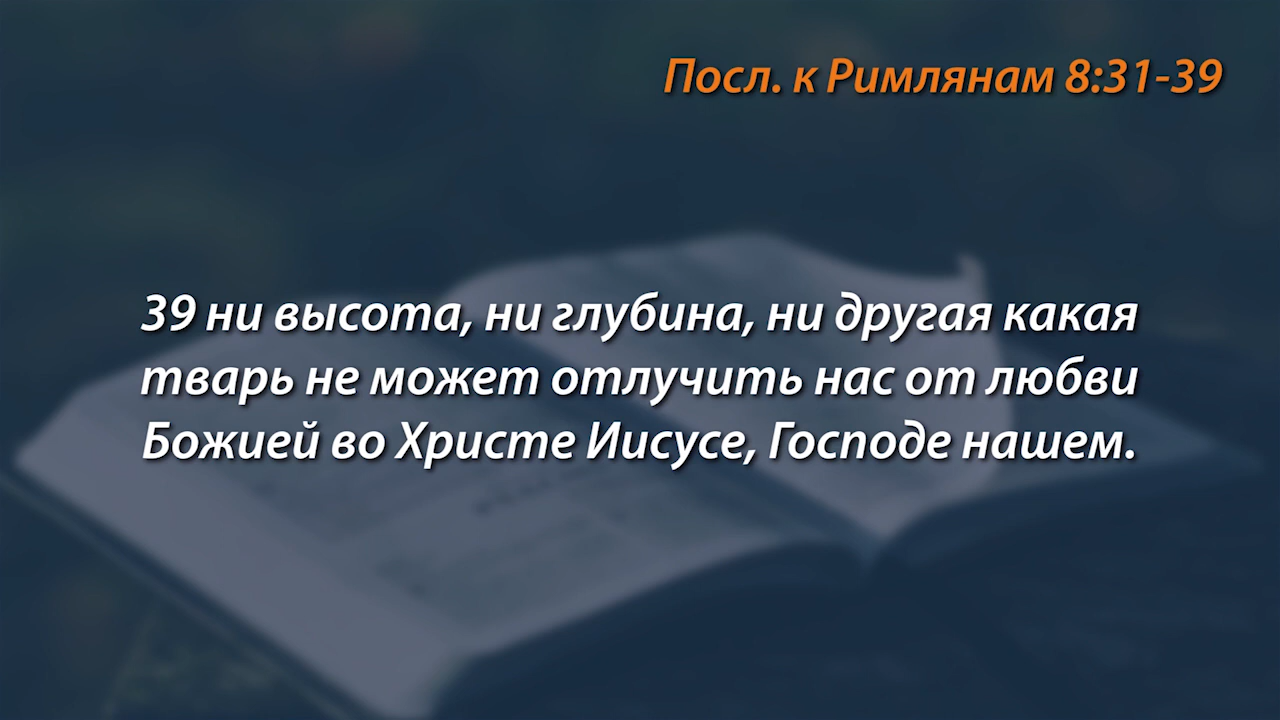 Посл. к Римлянам 8:31-39
39 ни высота, ни глубина, ни другая какая
тварь не может отлучить нас от любви
Божией во Христе Иисусе, Господе нашем.